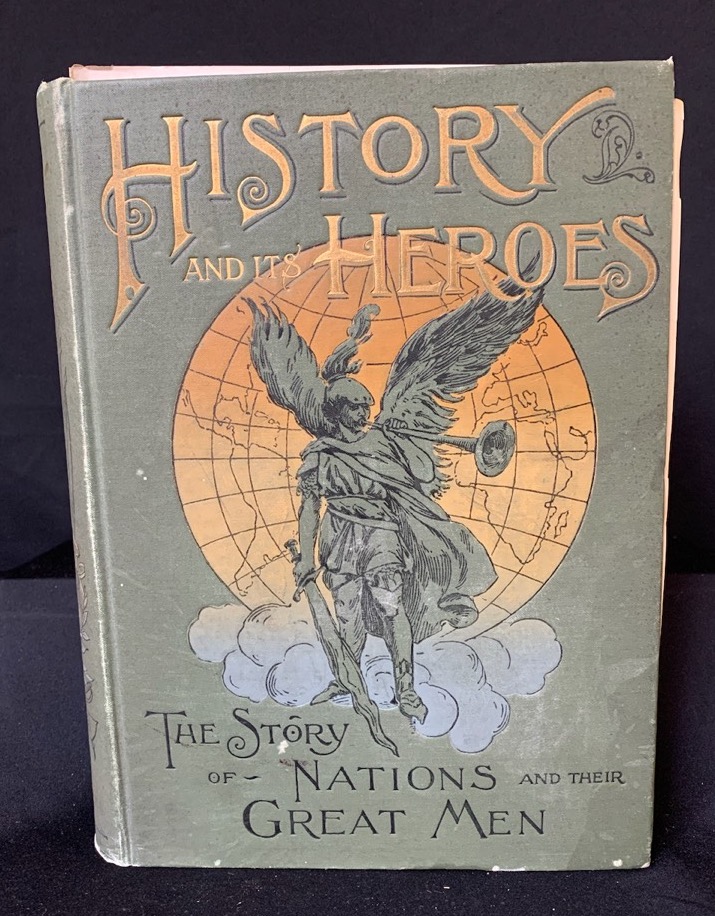 HISTORY
AND ITS HEROES
THE STORY
OF - NATIONS AND THEIR
GREAT MEN